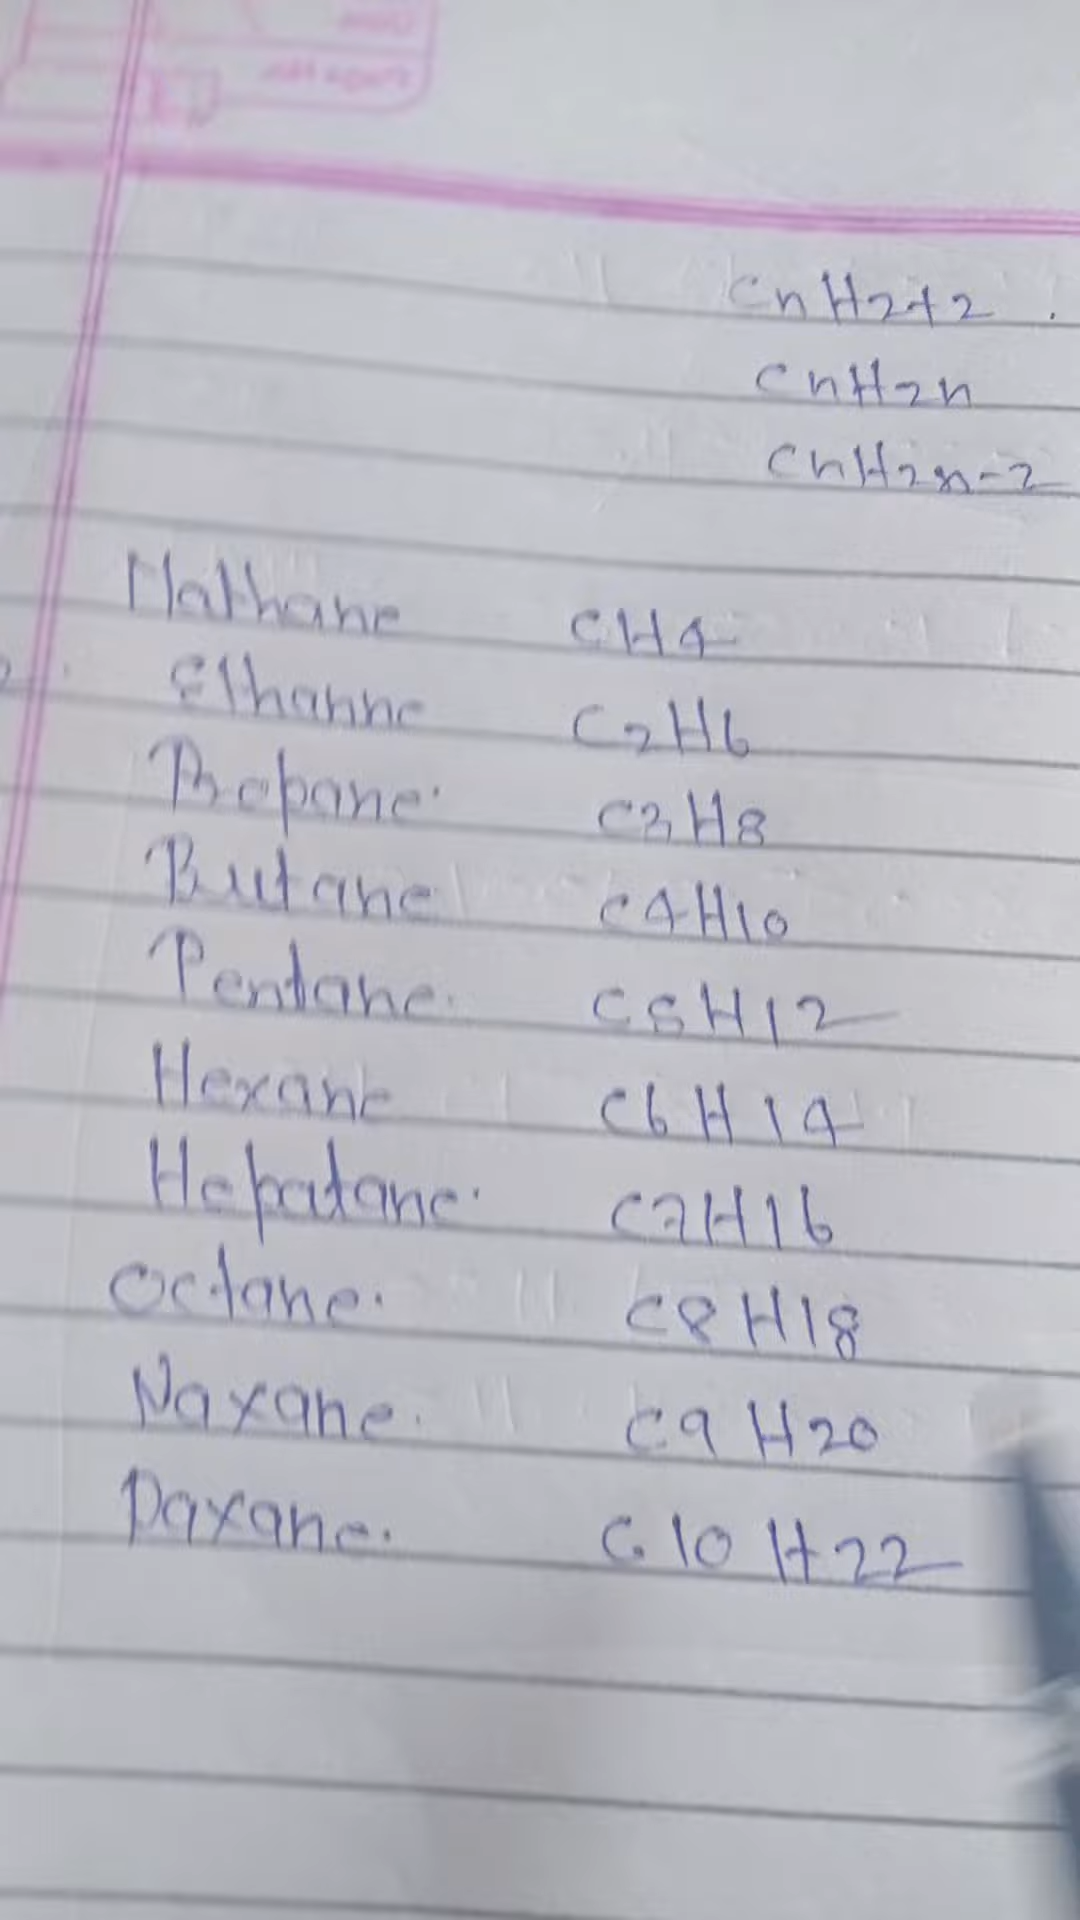 CnH2+2
CnH2n
CnH2n-2
Mathane CH4
Ethanne C2H6
Propane. C3H8
Butane C4H10
Pentane. C5H12
Hexane C6H14
Hepatane. C7H16
Octane. C8H18
Naxane. C9H20
Daxane. C10H22